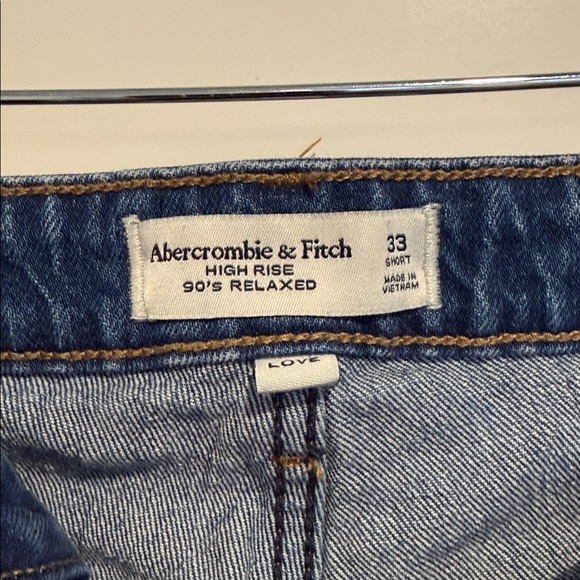 Abercrombie & Fitch
HIGH RISE
90's RELAXED
33
SHORT
MADE IN
VIETNAM
LOVE